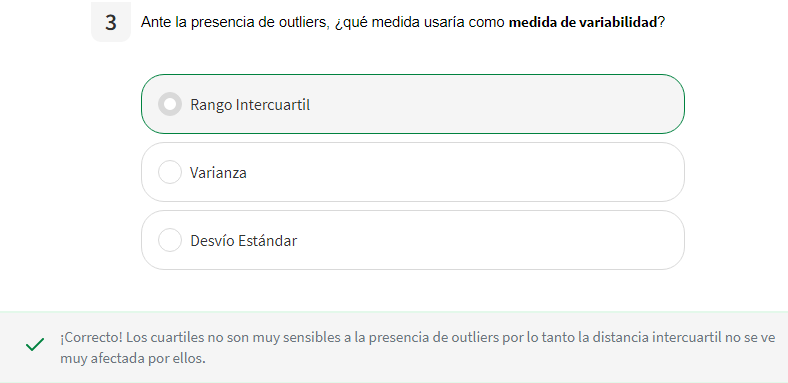 3 Ante la presencia de outliers, ¿qué medida usaría como medida de variabilidad?
Rango Intercuartil
Varianza
Desvío Estándar
¡Correcto! Los cuartiles no son muy sensibles a la presencia de outliers por lo tanto la distancia intercuartil no se ve
muy afectada por ellos.